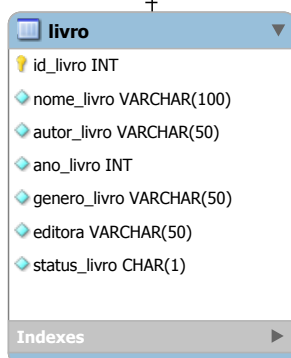 livro
id_livro INT
nome_livro VARCHAR(100)
autor_livro VARCHAR(50)
ano_livro INT
genero_livro VARCHAR(50)
editora VARCHAR(50)
status_livro CHAR(1)
Indexes